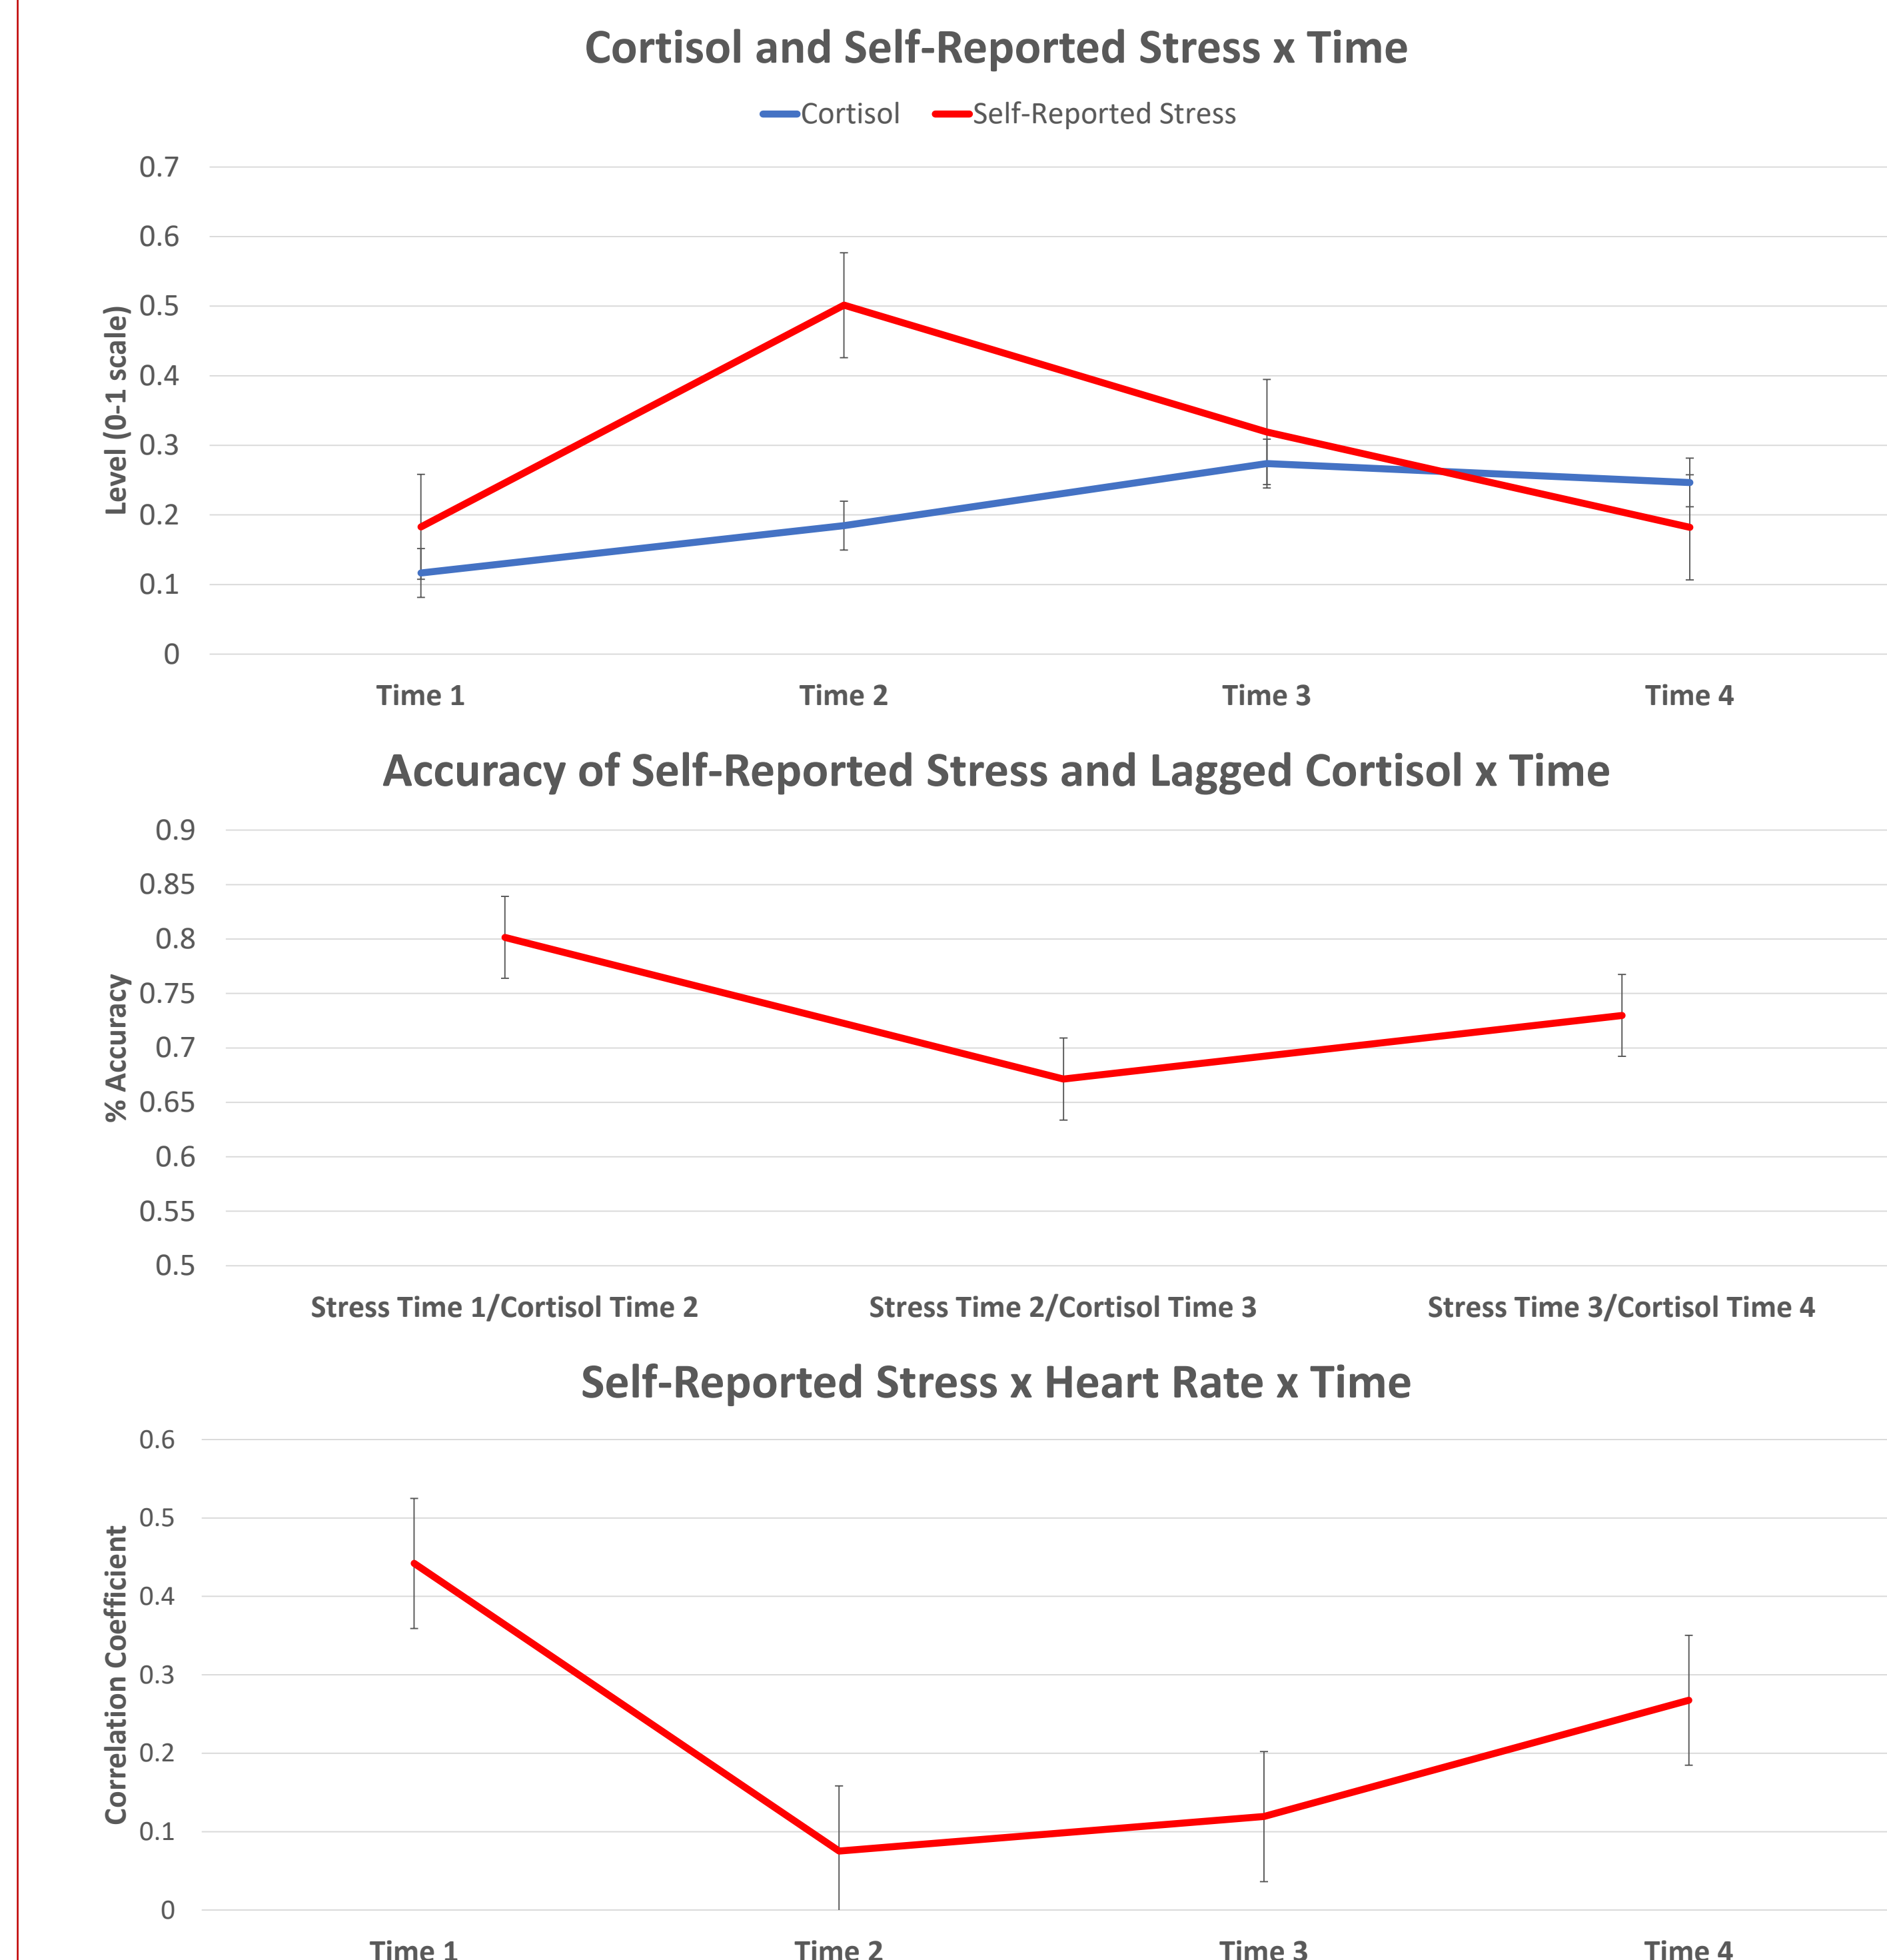 Cortisol and Self-Reported Stress x Time
Cortisol Self-Reported Stress
Level (0-1 scale)
0.7
0.6
0.5
0.4
0.3
0.2
0.1
0
Time 1 Time 2 Time 3 Time 4
Accuracy of Self-Reported Stress and Lagged Cortisol x Time
% Accuracy
0.9
0.85
0.8
0.75
0.7
0.65
0.6
0.55
0.5
Stress Time 1/Cortisol Time 2 Stress Time 2/Cortisol Time 3 Stress Time 3/Cortisol Time 4
Self-Reported Stress x Heart Rate x Time
Correlation Coefficient
0.6
0.5
0.4
0.3
0.2
0.1
0
Time 1 Time 2 Time 3 Time 4